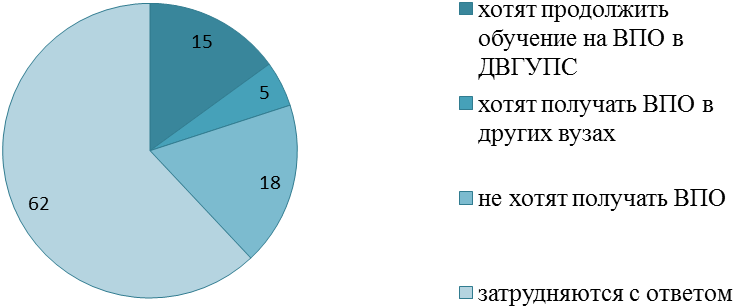 15
5
18
62
хотят продолжить
обучение на ВПО в
ДВГУПС
хотят получать ВПО в
других вузах
не хотят получать ВПО
затрудняются с ответом